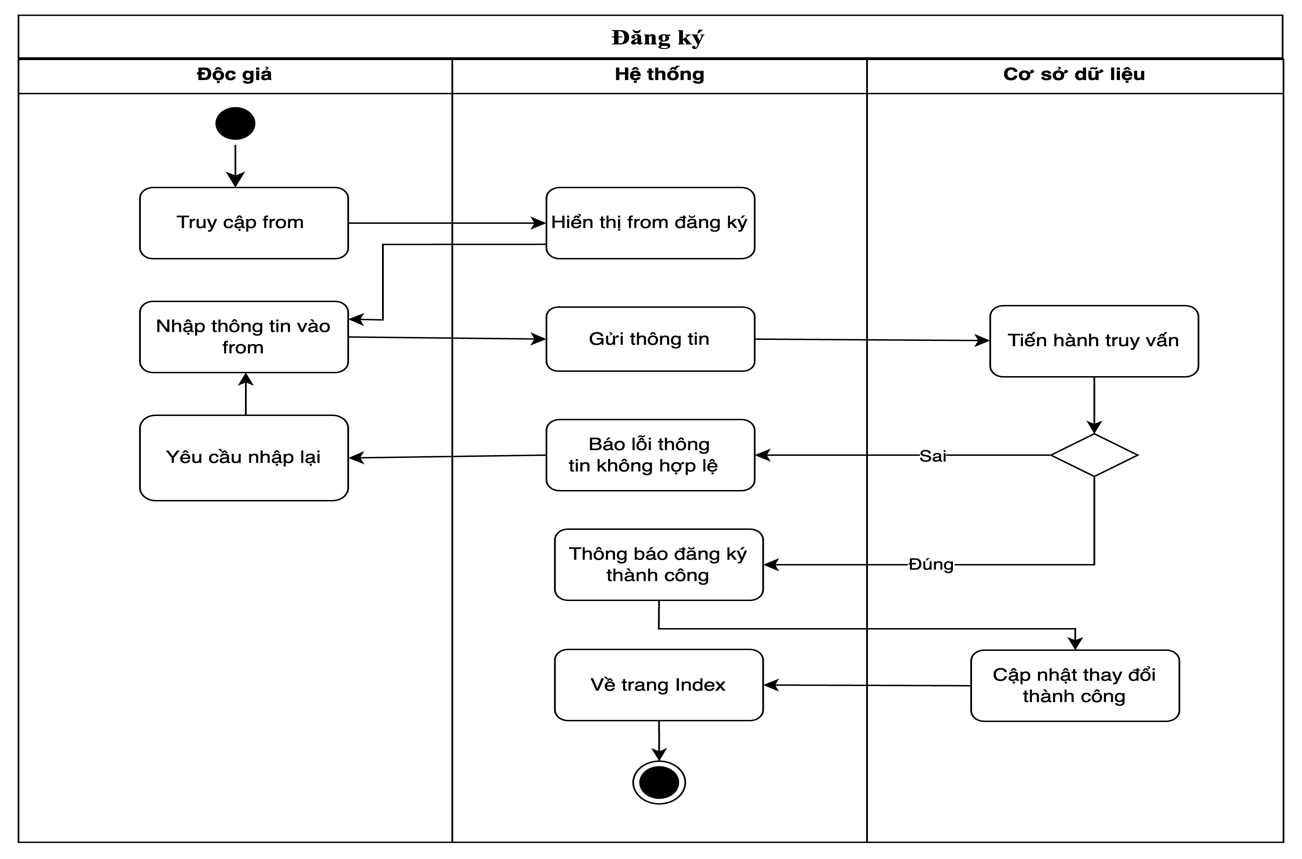 Đăng ký
Độc giả
Hệ thống
Cơ sở dữ liệu
Truy cập from
Hiển thị from đăng ký
Nhập thông tin vào
from
Gửi thông tin
Tiến hành truy vấn
Yêu cầu nhập lại
Báo lỗi thông
tin không hợp lệ
Sai
Thông báo đăng ký
thành công
Đúng
Về trang Index
Cập nhật thay đổi
thành công